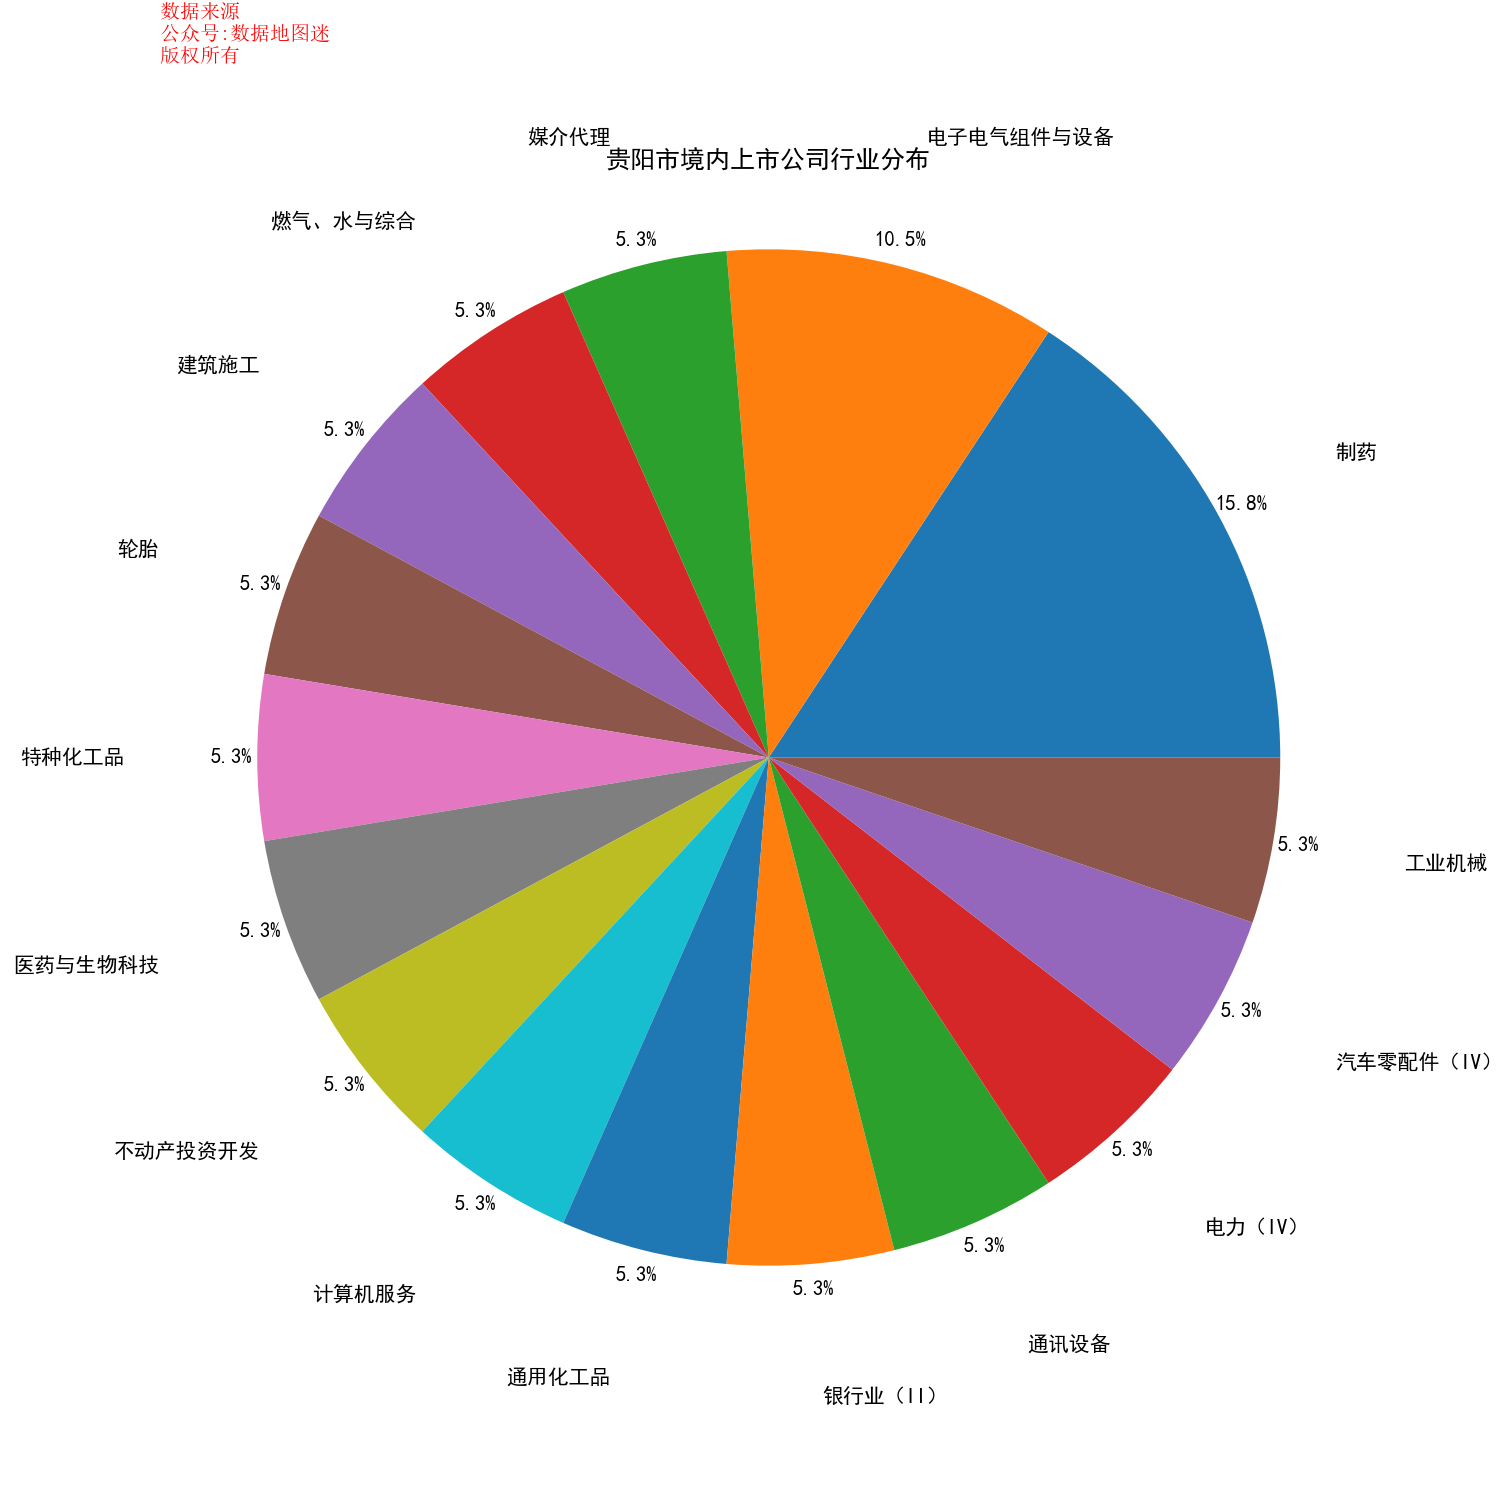 数据来源
公众号:数据地图迷
版权所有
媒介代理
电子电气组件与设备
贵阳市境内上市公司行业分布
燃气、水与综合
5.3%
10.5%
5.3%
建筑施工
5.3%
制药
15.8%
轮胎
5.3%
特种化工品
5.3%
5.3%
工业机械
医药与生物科技
5.3%
5.3%
汽车零配件（IV）
5.3%
不动产投资开发
5.3%
5.3%
电力（IV）
5.3%
计算机服务
5.3%
5.3%
通讯设备
通用化工品
银行业（II）